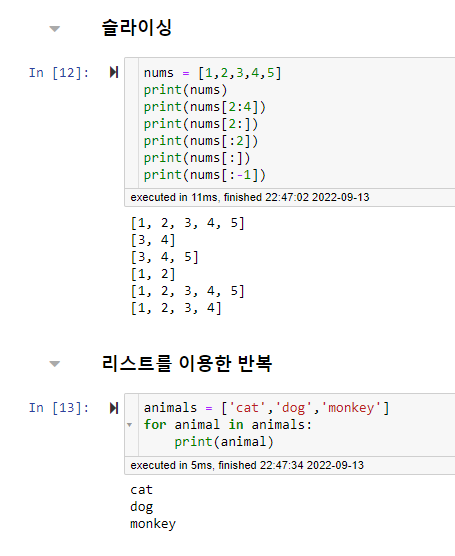 슬라이싱
In [12]:
nums = [1,2,3,4,5]
print(nums)
print(nums[2:4])
print(nums[2:])
print(nums[:2])
print(nums[:])
print(nums[:-1])
executed in 11ms, finished 22:47:02 2022-09-13
[1, 2, 3, 4, 5]
[3, 4]
[3, 4, 5]
[1, 2]
[1, 2, 3, 4, 5]
[1, 2, 3, 4]
리스트를 이용한 반복
In [13]:
animals = ['cat','dog','monkey']
for animal in animals:
    print(animal)
executed in 5ms, finished 22:47:34 2022-09-13
cat
dog
monkey